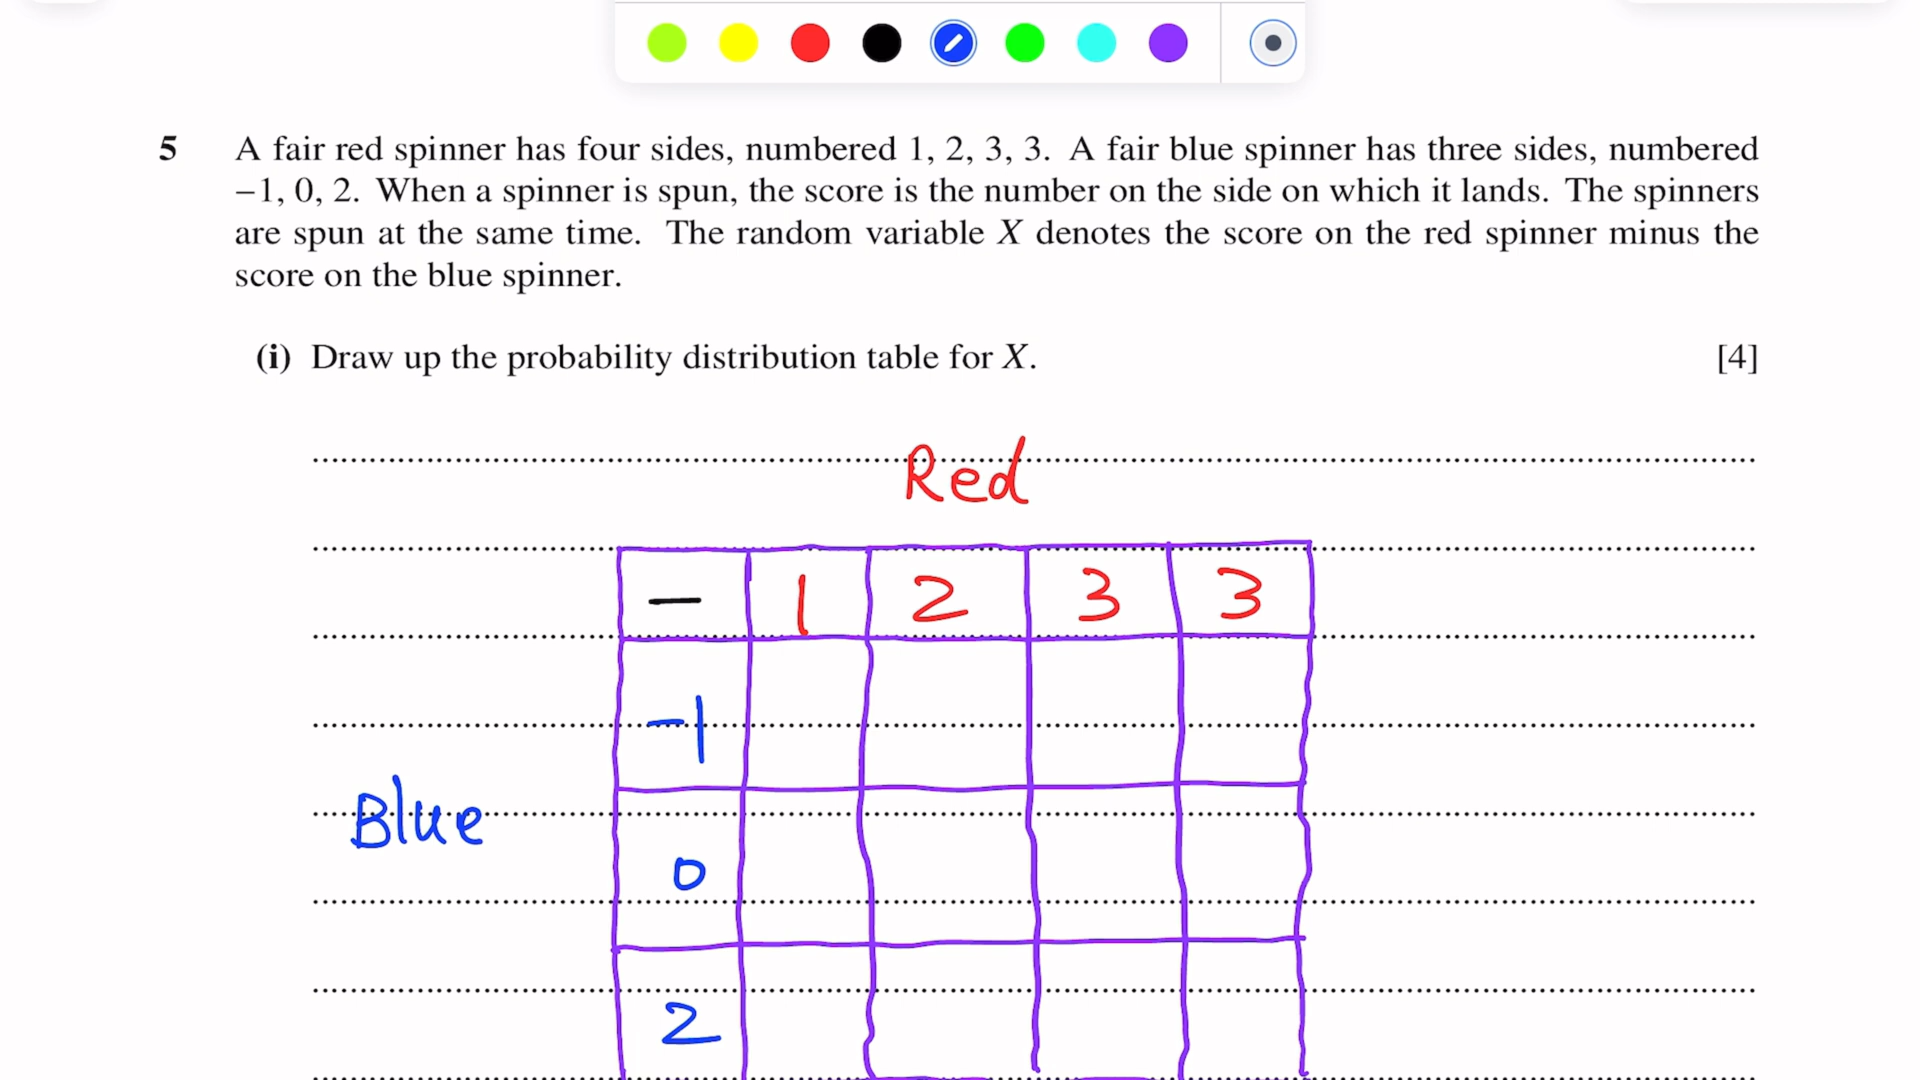 5 A fair red spinner has four sides, numbered 1, 2, 3, 3. A fair blue spinner has three sides, numbered
−1, 0, 2. When a spinner is spun, the score is the number on the side on which it lands. The spinners
are spun at the same time. The random variable X denotes the score on the red spinner minus the
score on the blue spinner.
(i) Draw up the probability distribution table for X. [4]
Red
− 1 2 3 3
−1
Blue
0
2